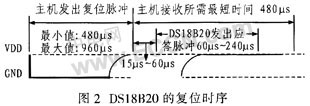 主机发出复位脉冲 主机接收所需最短时间 480μs
最小值: 480μs
最大值: 960μs
DS18B20发出应
答脉冲60μs~240μs
VDD
15μs~60μs
GND
图 2 DS18B20 的复位时序